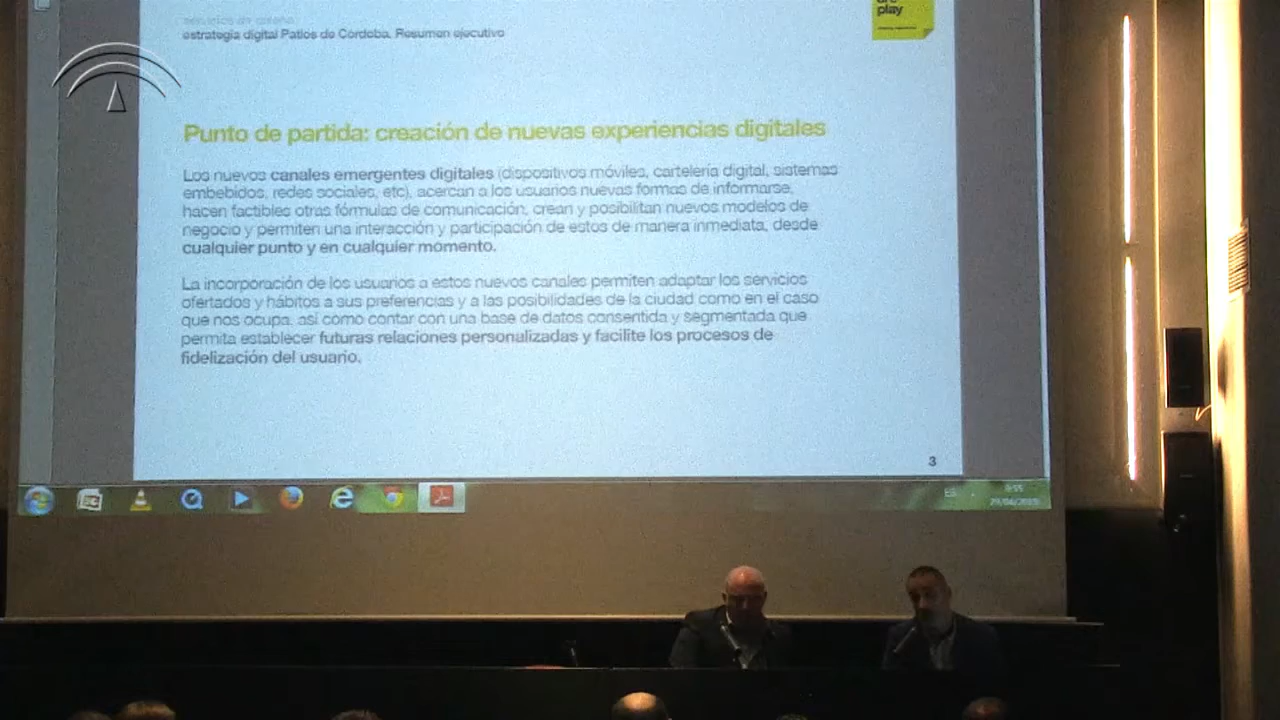 servicios de diseño
estrategia digital Patios de Córdoba. Resumen ejecutivo
play
Punto de partida: creación de nuevas experiencias digitales
Los nuevos canales emergentes digitales (dispositivos móviles, cartelería digital, sistemas
embebidos, redes sociales, etc), acercan a los usuarios nuevas formas de informarse,
hacen factibles otras fórmulas de comunicación, crean y posibilitan nuevos modelos de
negocio y permiten una interacción y participación de estos de manera inmediata, desde
cualquier punto y en cualquier momento.
La incorporación de los usuarios a estos nuevos canales permiten adaptar los servicios
ofertados y hábitos a sus preferencias y a las posibilidades de la ciudad como en el caso
que nos ocupa, así como contar con una base de datos consentida y segmentada que
permita establecer futuras relaciones personalizadas y facilite los procesos de
fidelización del usuario.
3
ES